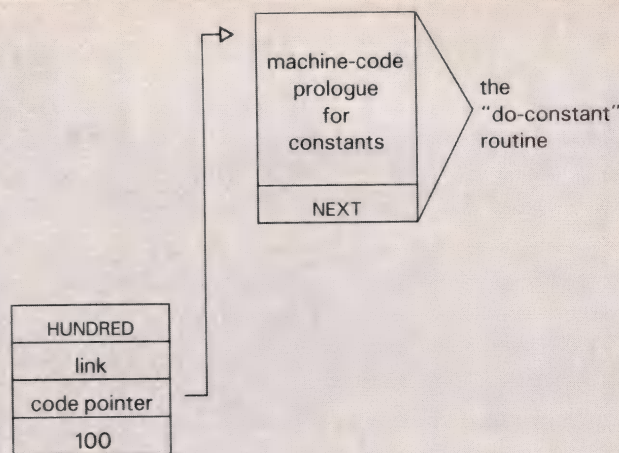 machine-code
prologue
for
constants
NEXT
the
"do-constant"
routine
HUNDRED
link
code pointer
100